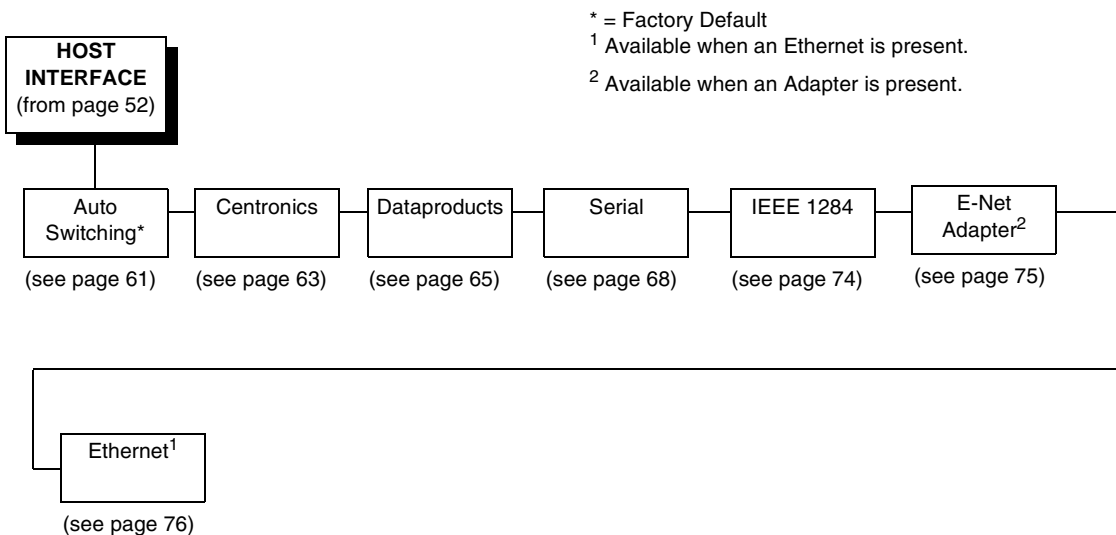 * = Factory Default
1 Available when an Ethernet is present.
2 Available when an Adapter is present.
HOST
INTERFACE
(from page 52)
Auto
Switching*
(see page 61)
Centronics
(see page 63)
Dataproducts
(see page 65)
Serial
(see page 68)
IEEE 1284
(see page 74)
E-Net
Adapter2
(see page 75)
Ethernet1
(see page 76)